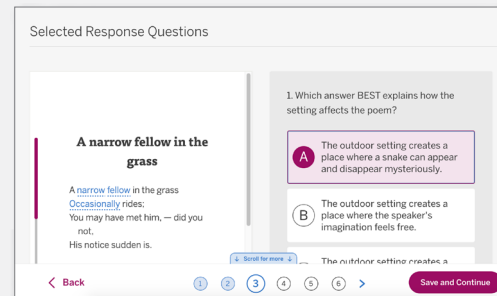 Selected Response Questions
A narrow fellow in the
grass
A narrow fellow in the grass
Occasionally rides;
You may have met him, — did you
not,
His notice sudden is.
1. Which answer BEST explains how the
setting affects the poem?
A
The outdoor setting creates a
place where a snake can appear
and disappear mysteriously.
B
The outdoor setting creates a
place where the speaker's
imagination feels free.
The outdoor setting creates a
↓ Scroll for more ↓
Back
1 2 3 4 5 6
Save and Continue